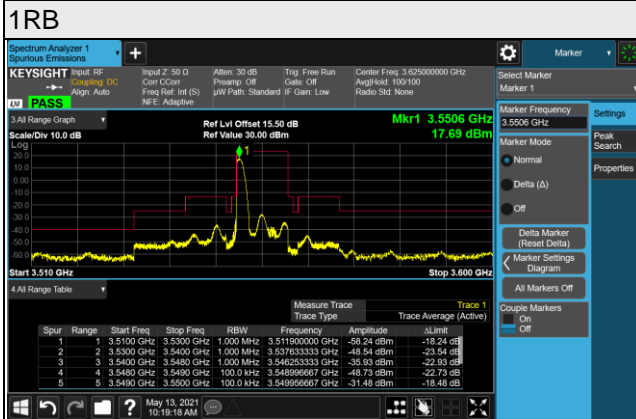 1RB
Spectrum Analyzer 1
Spurious Emissions
Marker
KEYSIGHT
Input: RF
Coupling: DC
Align: Auto
Input Z: 50 Ω
Corr CCorr
Freq Ref: Int (S)
NFE: Adaptive
Atten: 30 dB
Preamp: Off
µW Path: Standard
Trig: Free Run
Gate: Off
IF Gain: Low
Center Freq: 3.625000000 GHz
Avg|Hold: 100/100
Radio Std: None
PASS
3 All Range Graph
Scale/Div 10.0 dB
Ref Lvl Offset 15.50 dB
Ref Value 30.00 dBm
Mkr1 3.5506 GHz
17.69 dBm
Log
20.0
10.0
0.00
-10.0
-20.0
-30.0
-40.0
-50.0
-60.0
1
Start 3.510 GHz
Stop 3.600 GHz
4 All Range Table
Measure Trace Trace 1
Trace Type Trace Average (Active)
Spur Range Start Freq Stop Freq RBW Frequency Amplitude ΔLimit
1 1 3.5100 GHz 3.5300 GHz 1.000 MHz 3.511900000 GHz -58.24 dBm -18.24 dB
2 2 3.5300 GHz 3.5400 GHz 1.000 MHz 3.537633333 GHz -48.54 dBm -23.54 dB
3 3 3.5400 GHz 3.5480 GHz 1.000 MHz 3.546253333 GHz -35.93 dBm -22.93 dB
4 4 3.5480 GHz 3.5490 GHz 100.0 kHz 3.548996667 GHz -48.73 dBm -22.73 dB
5 5 3.5490 GHz 3.5500 GHz 100.0 kHz 3.549956667 GHz -31.48 dBm -18.48 dB
May 13, 2021
10:19:18 AM
Select Marker
Marker 1
Marker Frequency
3.5506 GHz
Marker Mode
Normal
Delta (Δ)
Off
Delta Marker
(Reset Delta)
Marker Settings
Diagram
All Markers Off
Couple Markers
On
Off
Settings
Peak
Search
Properties